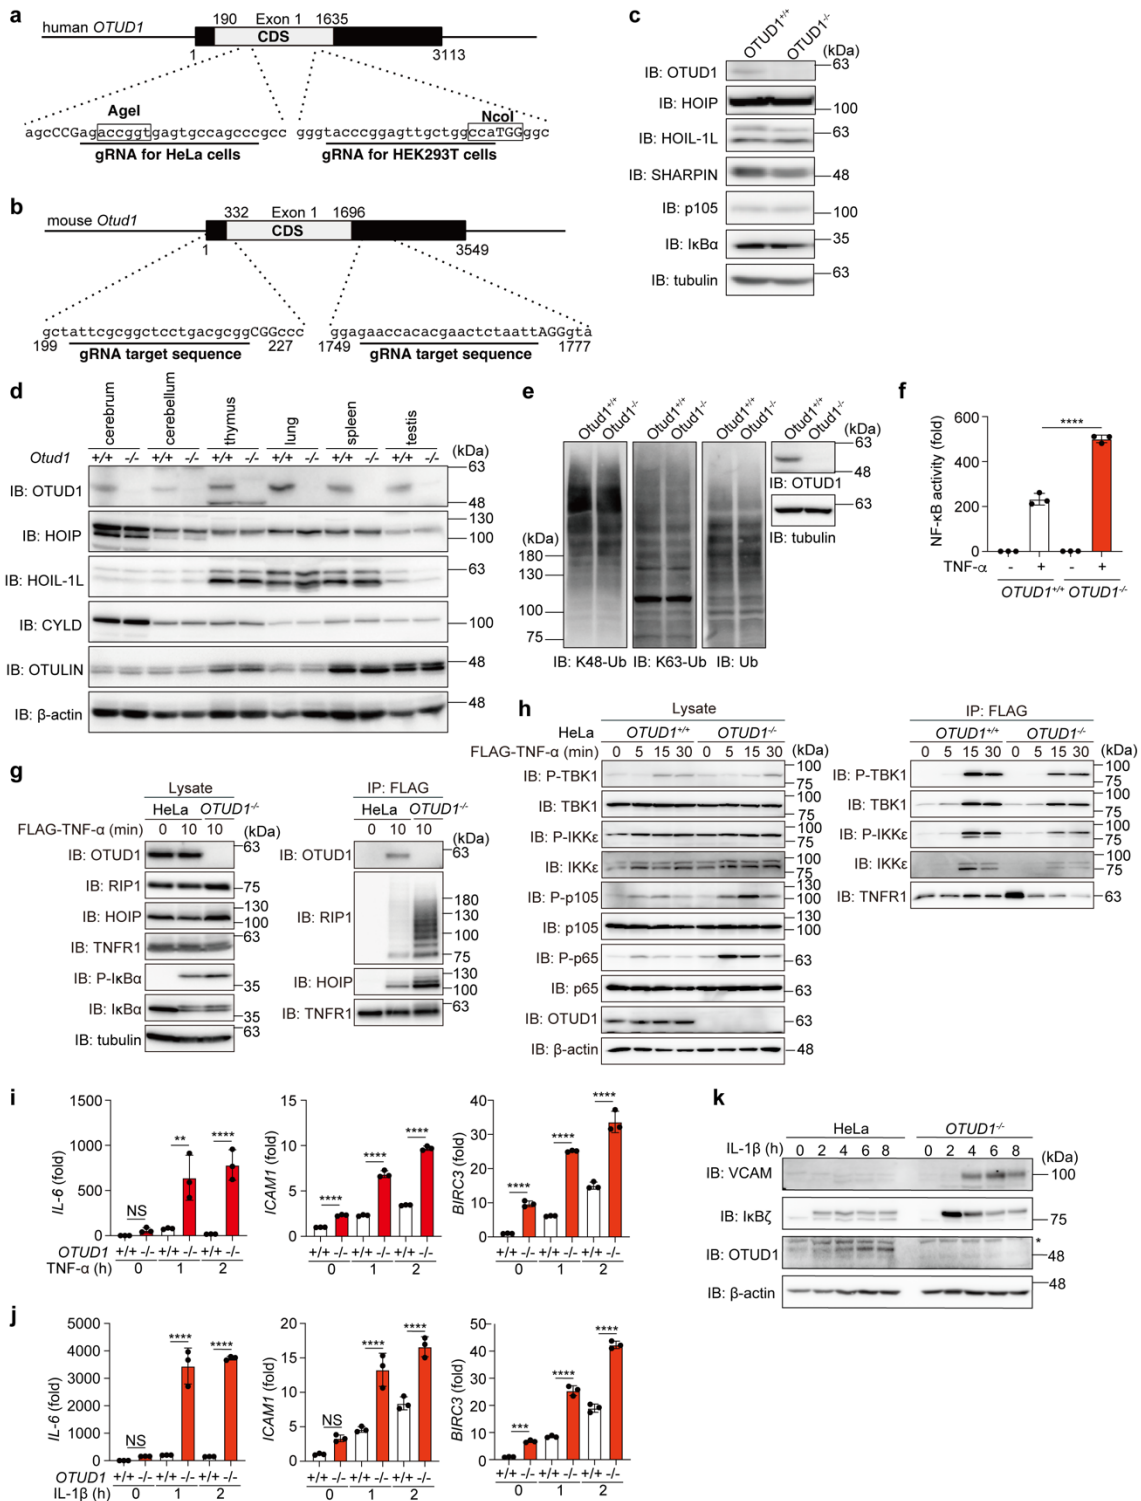 a
human OTUD1
190 Exon 1 1635
CDS
1
3113
AgeI
NcoI
agcCCGagaccggtgagtgccagcccgcc gggtacccggagttgctggccaTGGggc
gRNA for HeLa cells gRNA for HEK293T cells
b
mouse Otud1
332 Exon 1 1696
CDS
1
3549
gctattcgcggctcctgacgcggCGGccc ggagaaccacacgaactctaattAGGgta
199 227 1749 1777
gRNA target sequence gRNA target sequence
c
OTUD1+/+ OTUD1-/-
(kDa)
IB: OTUD1 63
IB: HOIP 100
IB: HOIL-1L 63
IB: SHARPIN 48
IB: p105 100
IB: IκBα 35
IB: tubulin 63
d
cerebrum cerebellum thymus lung spleen testis
Otud1 +/+ -/- +/+ -/- +/+ -/- +/+ -/- +/+ -/- +/+ -/- (kDa)
IB: OTUD1 63 48
IB: HOIP 130 100
IB: HOIL-1L 63
IB: CYLD 100
IB: OTULIN 48
IB: β-actin 48
e
Otud1+/+ Otud1-/- Otud1+/+ Otud1-/- Otud1+/+ Otud1-/- Otud1+/+ Otud1-/-
(kDa)
63
48
IB: OTUD1
63
IB: tubulin
(kDa)
180
130
100
75
IB: K48-Ub IB: K63-Ub IB: Ub
f
NF-κB activity (fold)
600
400
200
0
****
TNF-α - + - +
OTUD1+/+ OTUD1-/-
g
Lysate
HeLa OTUD1-/-
FLAG-TNF-α (min) 0 10 10 (kDa)
IB: OTUD1 63
IB: RIP1 75
IB: HOIP 130 100
IB: TNFR1 63
IB: P-IκBα 35
IB: IκBα 35
IB: tubulin 63
IP: FLAG
HeLa OTUD1-/-
0 10 10 (kDa)
IB: OTUD1 63
IB: RIP1 180 130 100 75
IB: HOIP 130 100
IB: TNFR1 63
h
Lysate
HeLa OTUD1+/+ OTUD1-/-
FLAG-TNF-α (min) 0 5 15 30 0 5 15 30 (kDa)
IB: P-TBK1 100 75
IB: TBK1 100 75
IB: P-IKKε 100 75
IB: IKKε 100 75
IB: P-p105 130 100
IB: p105 130 100
IB: P-p65 63
IB: p65 63
IB: OTUD1 63
IB: β-actin 48
IP: FLAG
OTUD1+/+ OTUD1-/-
0 5 15 30 0 5 15 30 (kDa)
IB: P-TBK1 100 75
IB: TBK1 100 75
IB: P-IKKε 100 75
IB: IKKε 100 75
IB: TNFR1 63
i
IL-6 (fold)
1500
1000
500
0
NS ** ****
OTUD1 +/+ -/- +/+ -/- +/+ -/-
TNF-α (h) 0 1 2
ICAM1 (fold)
15
10
5
0
**** **** ****
+/+ -/- +/+ -/- +/+ -/-
0 1 2
BIRC3 (fold)
40
30
20
10
0
**** **** ****
+/+ -/- +/+ -/- +/+ -/-
0 1 2
j
IL-6 (fold)
5000
4000
3000
2000
1000
0
NS **** ****
OTUD1 +/+ -/- +/+ -/- +/+ -/-
IL-1β (h) 0 1 2
ICAM1 (fold)
20
15
10
5
0
NS **** ****
+/+ -/- +/+ -/- +/+ -/-
0 1 2
BIRC3 (fold)
50
40
30
20
10
0
*** **** ****
+/+ -/- +/+ -/- +/+ -/-
0 1 2
k
HeLa OTUD1-/-
IL-1β (h) 0 2 4 6 8 0 2 4 6 8 (kDa)
IB: VCAM 100
IB: IκBζ 75
IB: OTUD1 * 48
IB: β-actin 48